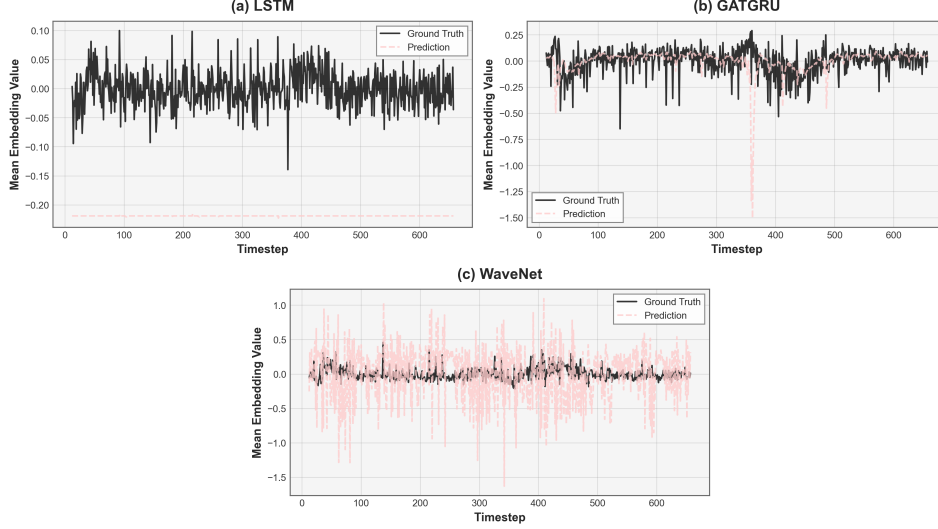 (a) LSTM
0.10
0.05
0.00
−0.05
−0.10
−0.15
−0.20
Mean Embedding Value
Ground Truth
Prediction
0 100 200 300 400 500 600
Timestep
(b) GATGRU
0.25
0.00
−0.25
−0.50
−0.75
−1.00
−1.25
−1.50
Mean Embedding Value
Ground Truth
Prediction
0 100 200 300 400 500 600
Timestep
(c) WaveNet
1.0
0.5
0.0
−0.5
−1.0
−1.5
Mean Embedding Value
Ground Truth
Prediction
0 100 200 300 400 500 600
Timestep